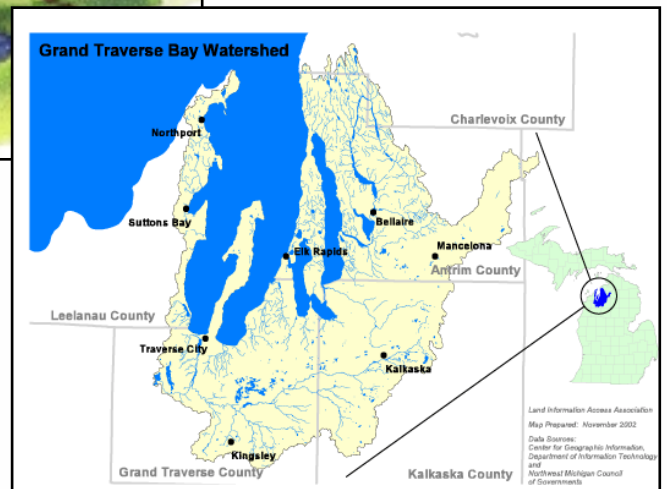 Grand Traverse Bay Watershed
Charlevoix County
Northport
Suttons Bay
Bellaire
Elk Rapids
Mancelona
Antrim County
Leelanau County
Traverse City
Kalkaska
Kingsley
Grand Traverse County
Kalkaska County
Land Information Access Association
Map Prepared: November 2002
Data Sources:
Center for Geographic Information,
Department of Information Technology
and
Northwest Michigan Council
of Governments